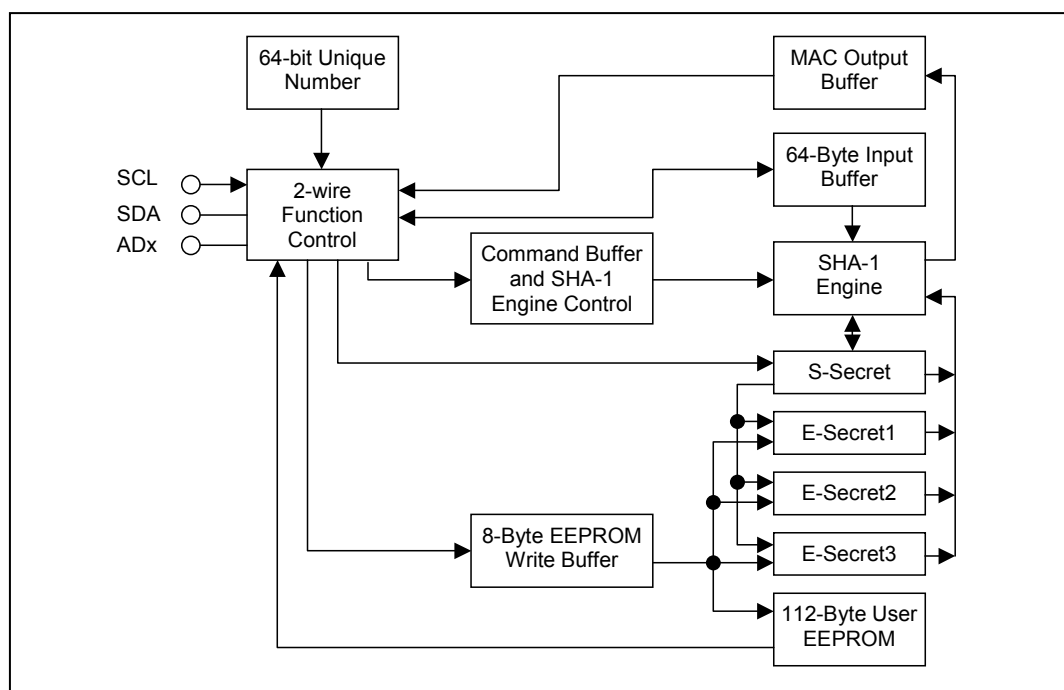 64-bit Unique
Number
MAC Output
Buffer
64-Byte Input
Buffer
SCL
SDA
ADx
2-wire
Function
Control
Command Buffer
and SHA-1
Engine Control
SHA-1
Engine
S-Secret
E-Secret1
E-Secret2
8-Byte EEPROM
Write Buffer
E-Secret3
112-Byte User
EEPROM